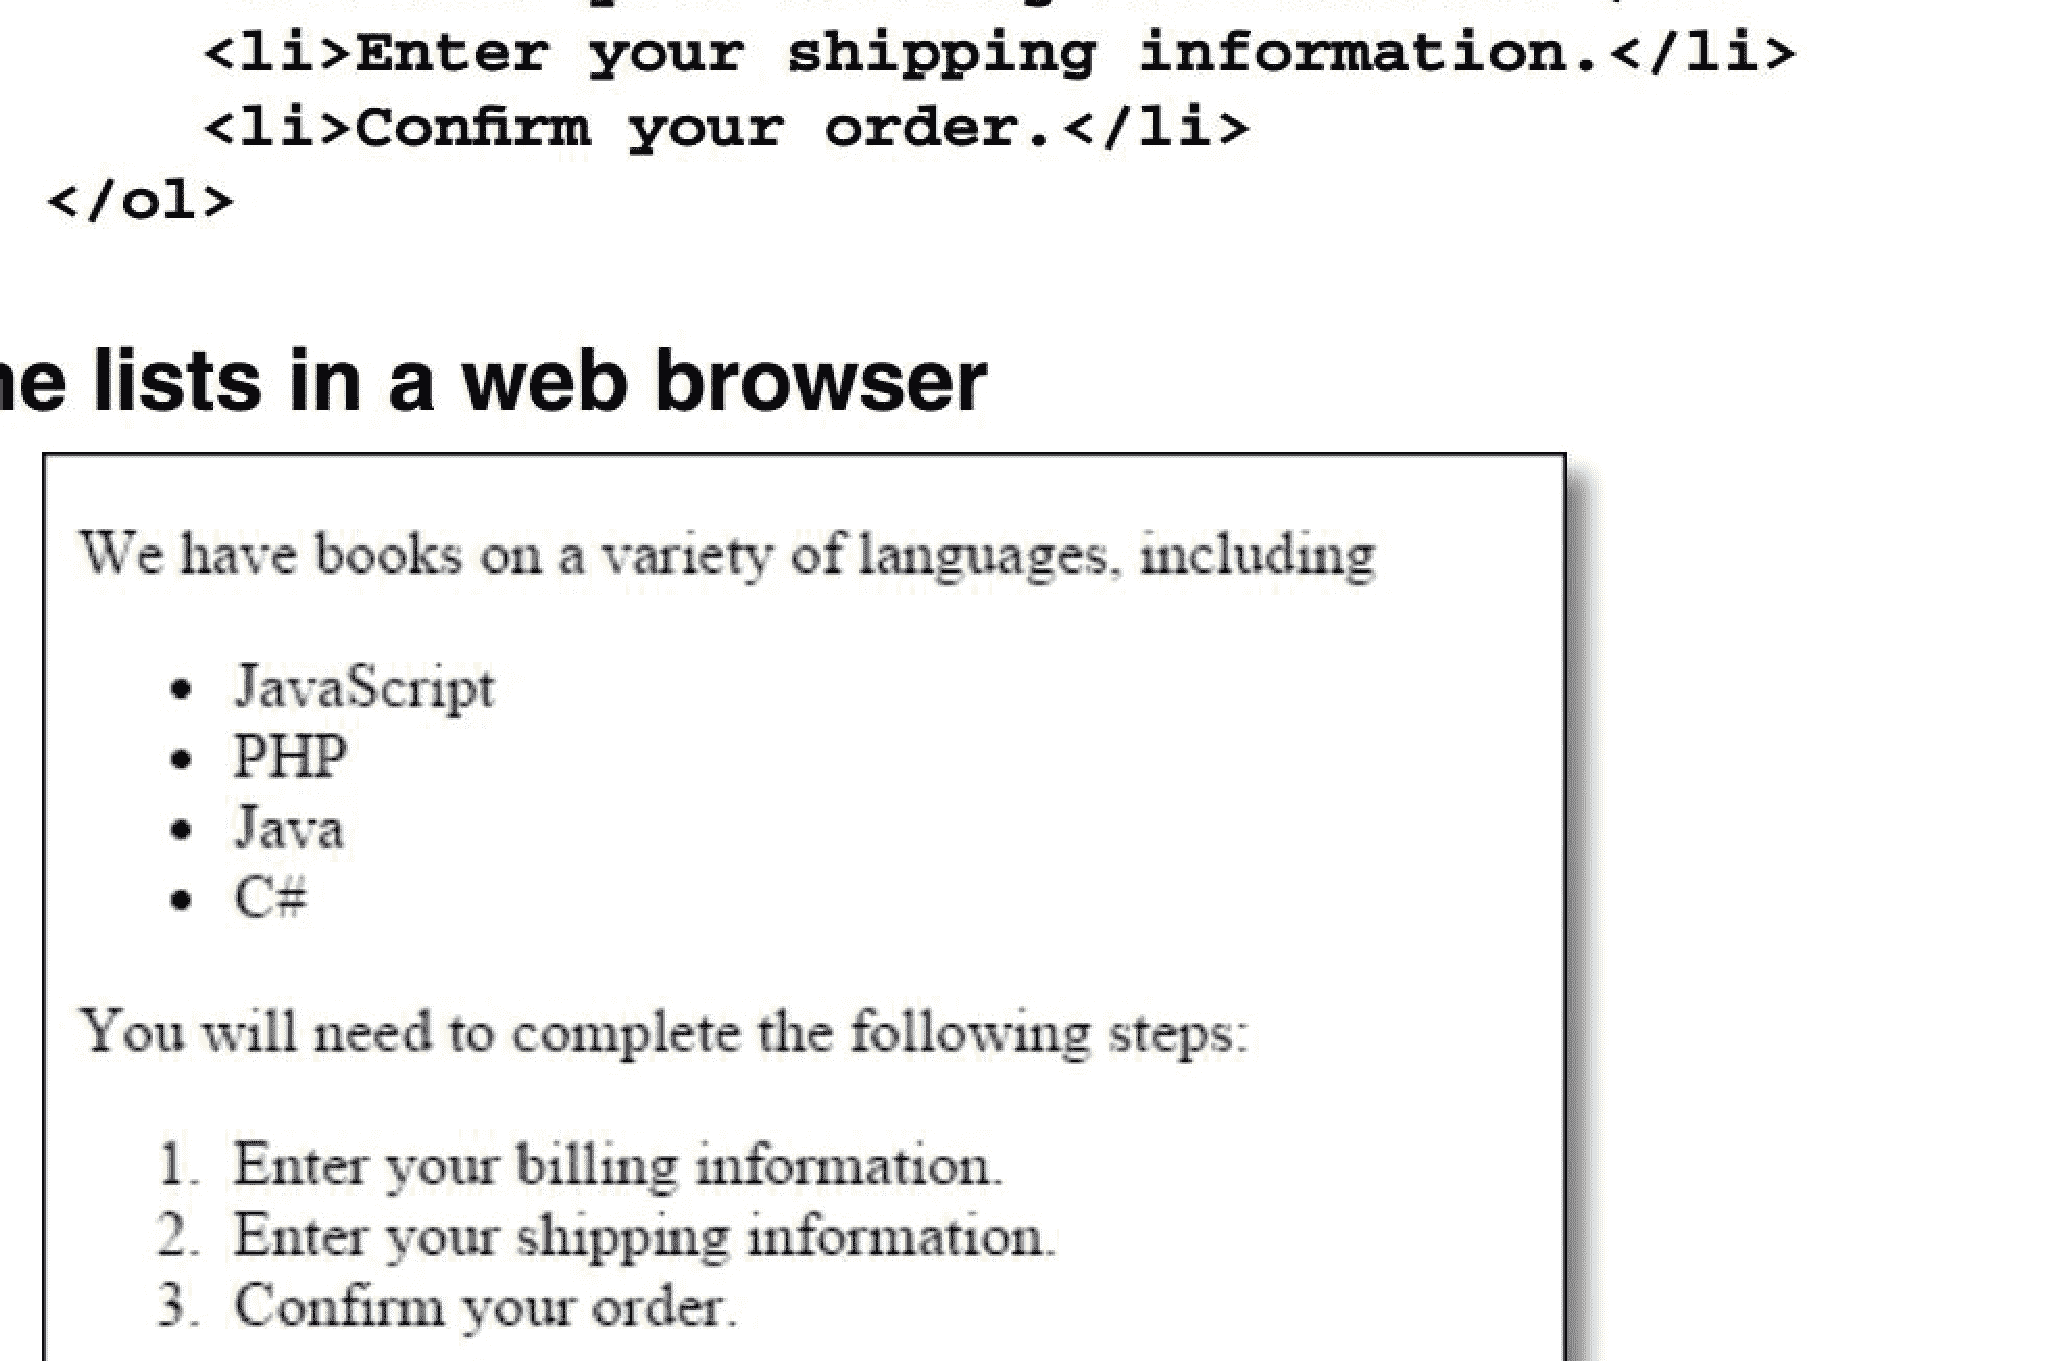 <li>Enter your shipping information.</li>
<li>Confirm your order.</li>
</ol>
lists in a web browser
We have books on a variety of languages, including
• JavaScript
• PHP
• Java
• C#
You will need to complete the following steps:
1. Enter your billing information.
2. Enter your shipping information.
3. Confirm your order.